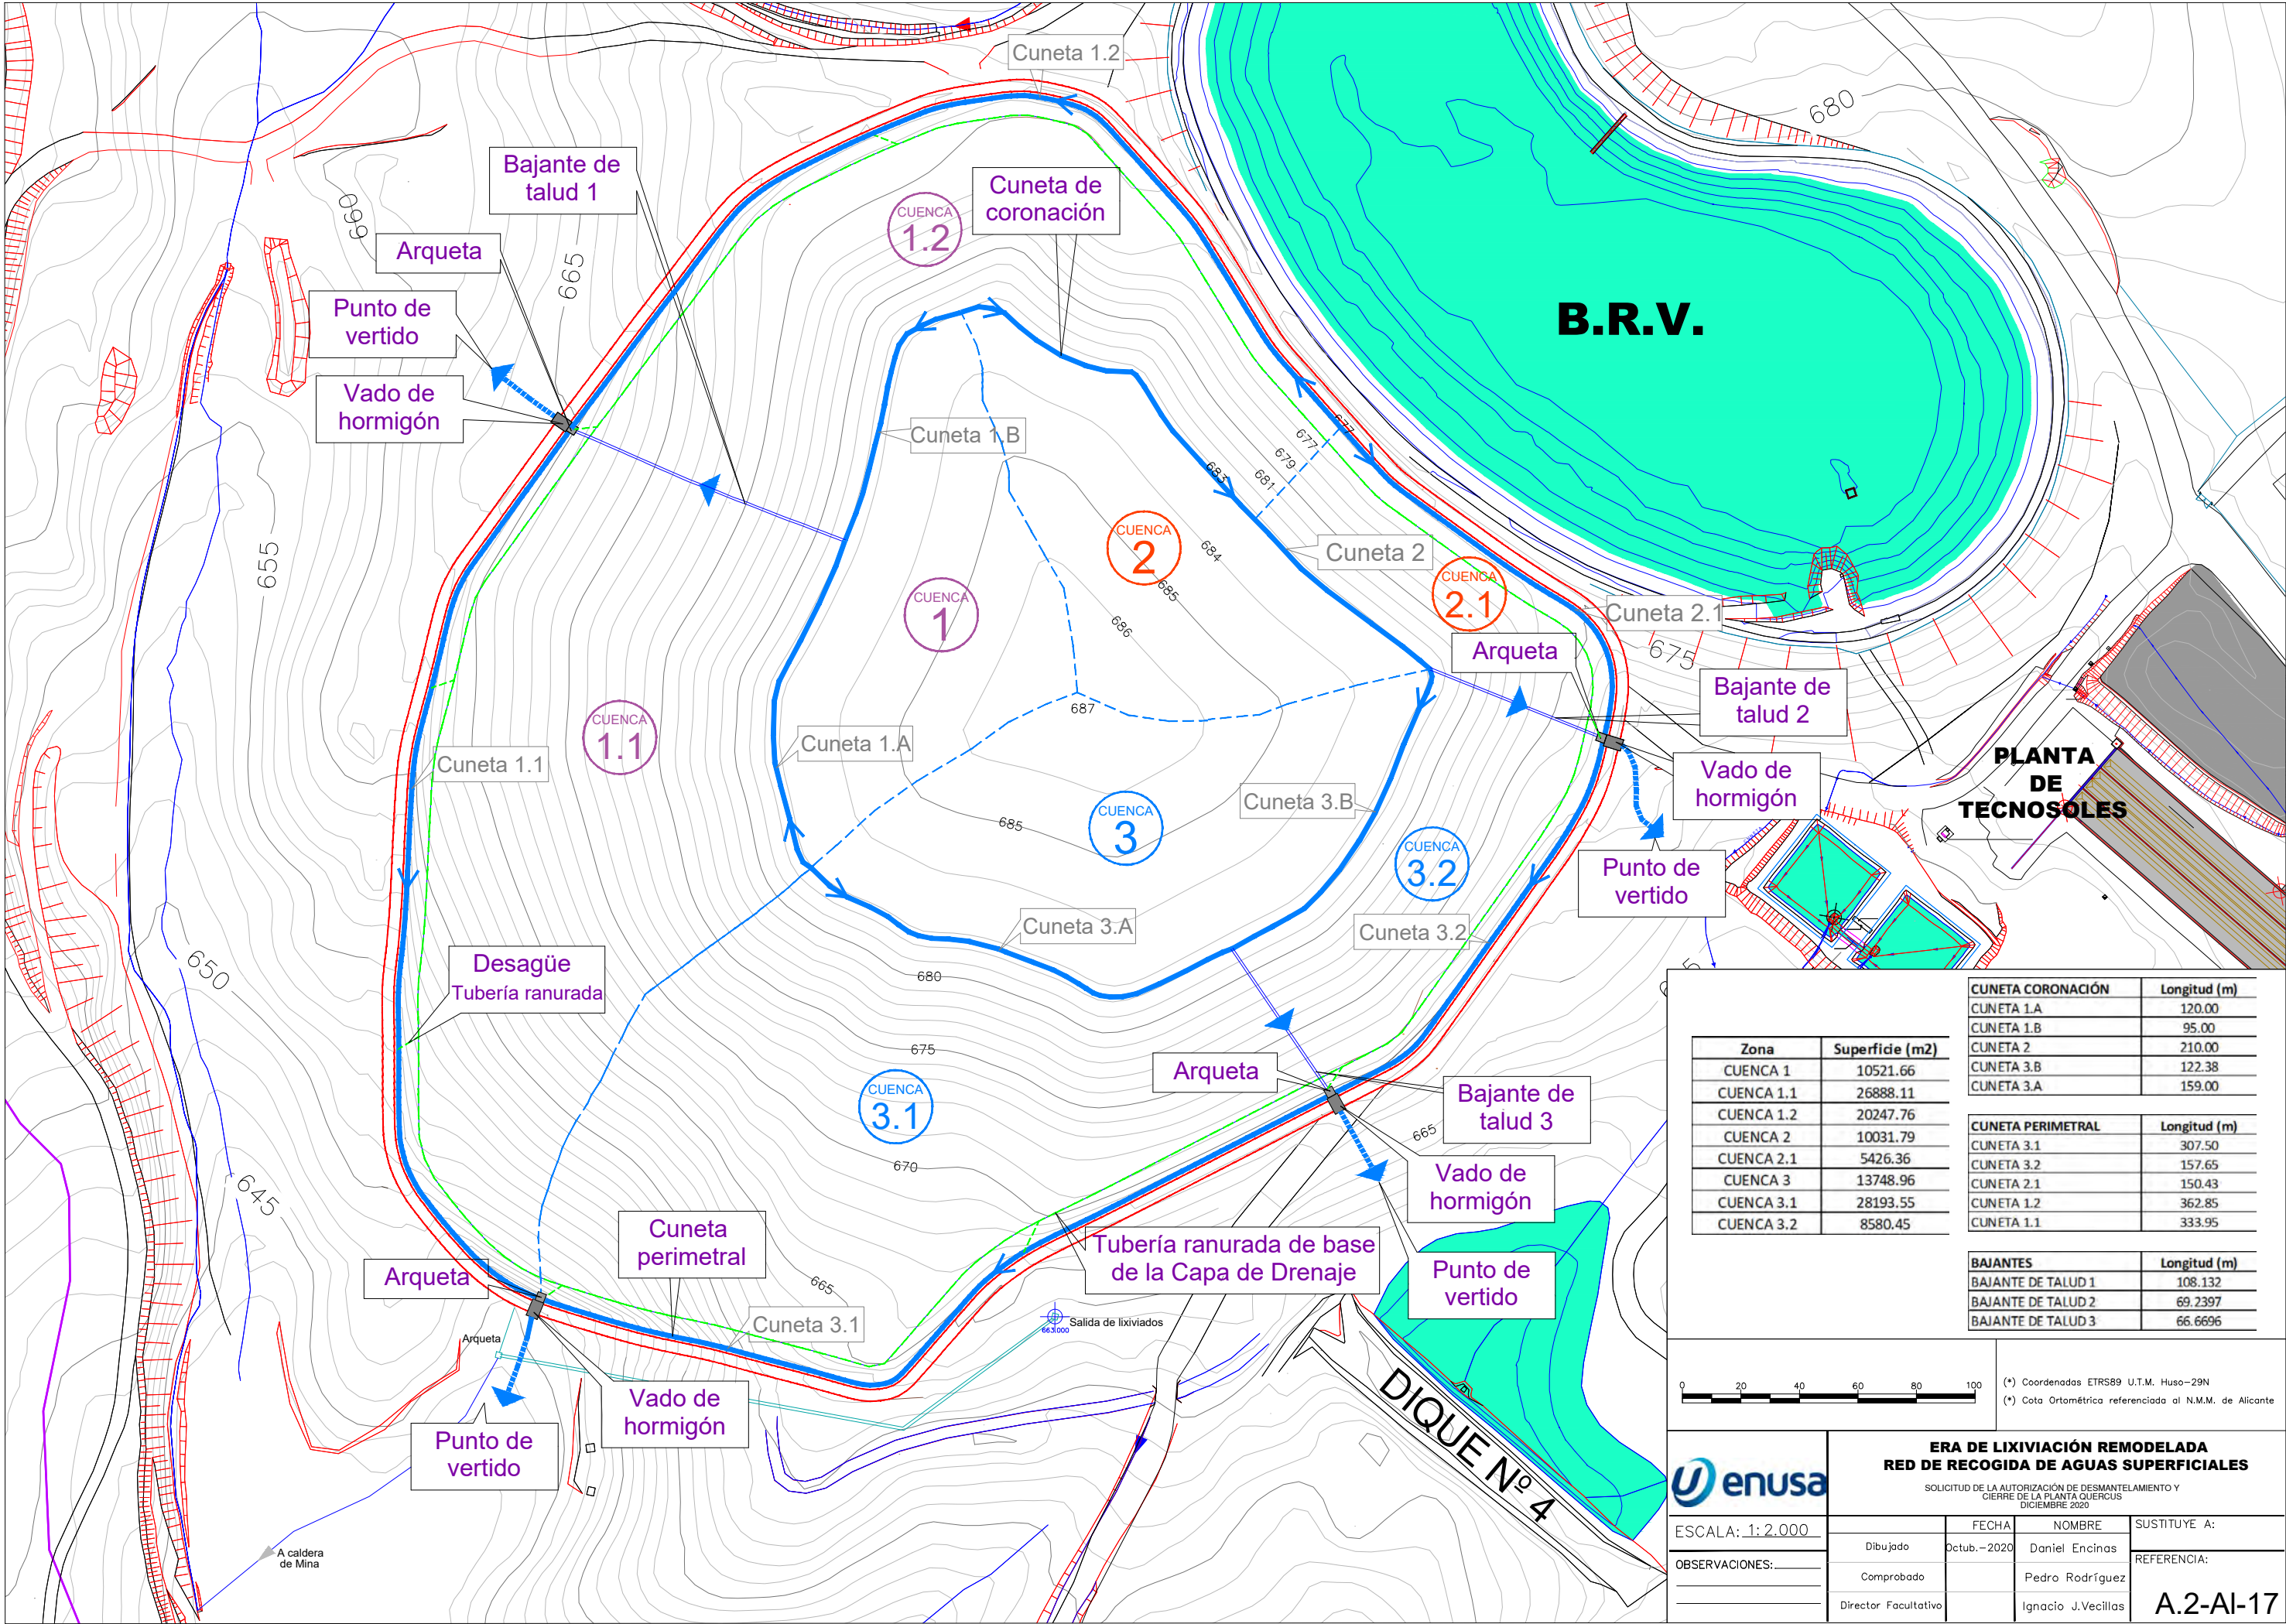 Cuneta 1.2
680
Bajante de
talud 1
Cuneta de
coronación
CUENCA
1.2
660
Arqueta
665
Punto de
vertido
B.R.V.
Vado de
hormigón
Cuneta 1.B
677
677
679
681
683
CUENCA
2
684
Cuneta 2
655
CUENCA
1
685
CUENCA
2.1
Cuneta 2.1
686
Arqueta
675
Bajante de
talud 2
687
CUENCA
1.1
Cuneta 1.A
Cuneta 1.1
Vado de
hormigón
PLANTA
DE
TECNOSOLES
Cuneta 3.B
685
CUENCA
3
CUENCA
3.2
Punto de
vertido
Cuneta 3.A
Cuneta 3.2
650
Desagüe
Tubería ranurada
680
675
Arqueta
CUENCA
3.1
Bajante de
talud 3
665
670
Vado de
hormigón
645
Cuneta
perimetral
Tubería ranurada de base
de la Capa de Drenaje
Arqueta
665
Punto de
vertido
Cuneta 3.1
663.000
Salida de lixiviados
Arqueta
Vado de
hormigón
Punto de
vertido
DIQUE Nº 4
A caldera
de Mina
Zona Superficie (m2)
CUENCA 1 10521.66
CUENCA 1.1 26888.11
CUENCA 1.2 20247.76
CUENCA 2 10031.79
CUENCA 2.1 5426.36
CUENCA 3 13748.96
CUENCA 3.1 28193.55
CUENCA 3.2 8580.45
CUNETA CORONACIÓN Longitud (m)
CUNETA 1.A 120.00
CUNETA 1.B 95.00
CUNETA 2 210.00
CUNETA 3.B 122.38
CUNETA 3.A 159.00
CUNETA PERIMETRAL Longitud (m)
CUNETA 3.1 307.50
CUNETA 3.2 157.65
CUNETA 2.1 150.43
CUNETA 1.2 362.85
CUNETA 1.1 333.95
BAJANTES Longitud (m)
BAJANTE DE TALUD 1 108.132
BAJANTE DE TALUD 2 69.2397
BAJANTE DE TALUD 3 66.6696
0 20 40 60 80 100
(*) Coordenadas ETRS89 U.T.M. Huso-29N
(*) Cota Ortométrica referenciada al N.M.M. de Alicante
enusa
ERA DE LIXIVIACIÓN REMODELADA
RED DE RECOGIDA DE AGUAS SUPERFICIALES
SOLICITUD DE LA AUTORIZACIÓN DE DESMANTELAMIENTO Y
CIERRE DE LA PLANTA QUERCUS
DICIEMBRE 2020
ESCALA: 1:2.000
OBSERVACIONES:
FECHA NOMBRE
Dibujado Octub.-2020 Daniel Encinas
Comprobado Pedro Rodríguez
Director Facultativo Ignacio J.Vecillas
SUSTITUYE A:
REFERENCIA:
A.2-AI-17